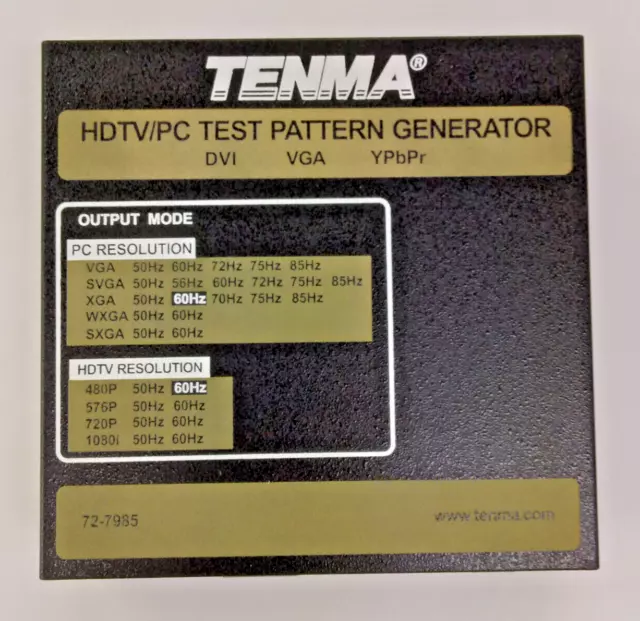 TENMA®
HDTV/PC TEST PATTERN GENERATOR
DVI VGA YPbPr
OUTPUT MODE
PC RESOLUTION
VGA 50Hz 60Hz 72Hz 75Hz 85Hz
SVGA 50Hz 56Hz 60Hz 72Hz 75Hz 85Hz
XGA 50Hz 60Hz 70Hz 75Hz 85Hz
WXGA 50Hz 60Hz
SXGA 50Hz 60Hz
HDTV RESOLUTION
480P 50Hz 60Hz
576P 50Hz 60Hz
720P 50Hz 60Hz
1080i 50Hz 60Hz
72-7985 www.tenma.com